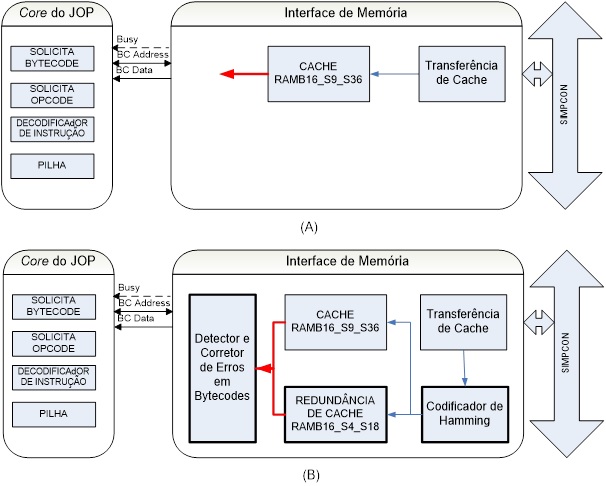 Core do JOP
Interface de Memória
Busy
BC Address
BC Data
SOLICITA
BYTECODE
SOLICITA
OPCODE
DECODIFICAdOR
DE INSTRUÇÃO
PILHA
CACHE
RAMB16_S9_S36
Transferência
de Cache
SIMPCON
(A)
Core do JOP
Interface de Memória
Busy
BC Address
BC Data
SOLICITA
BYTECODE
SOLICITA
OPCODE
DECODIFICAdOR
DE INSTRUÇÃO
PILHA
Detector e
Corretor
de Erros
em
Bytecodes
CACHE
RAMB16_S9_S36
REDUNDÂNCIA
DE CACHE
RAMB16_S4_S18
Transferência
de Cache
Codificador de
Hamming
SIMPCON
(B)